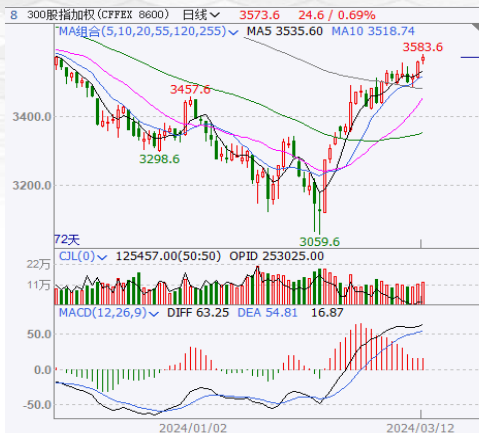 8 300股指加权(CFFEX 8600) 日线 3573.6 24.6 / 0.69%
MA组合(5,10,20,55,120,255) MA5 3535.60 MA10 3518.74
3583.6
3457.6
3400.0
3298.6
3200.0
3059.6
72天
CJL(0) 125457.00(50:50) OPID 253025.00
22万
11万
MACD(12,26,9) DIFF 63.25 DEA 54.81 16.87
50.0
0.0
-50.0
2024/01/02 2024/03/12